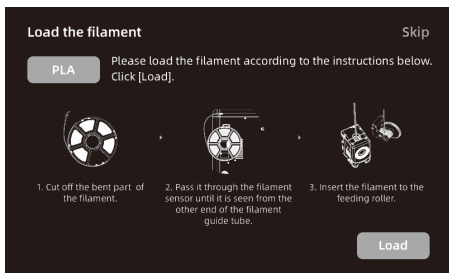 Load the filament
Skip
PLA
Please load the filament according to the instructions below.
Click [Load].
1. Cut off the bent part of
the filament.
2. Pass it through the filament
sensor until it is seen from the
other end of the filament
guide tube.
3. Insert the filament to the
feeding roller.
Load